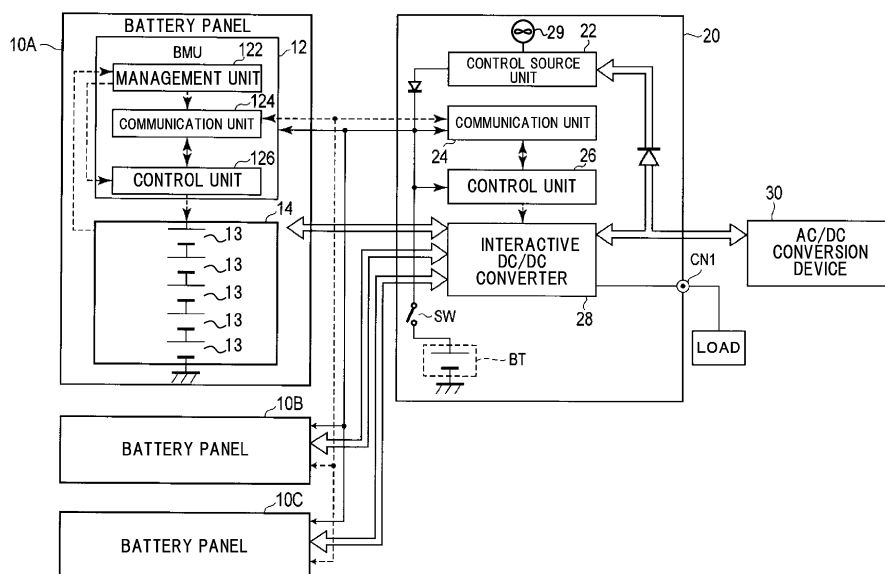 BATTERY PANEL
10A
BMU
122
12
MANAGEMENT UNIT
124
COMMUNICATION UNIT
126
CONTROL UNIT
14
13
13
13
13
13
29
22
20
CONTROL SOURCE
UNIT
COMMUNICATION UNIT
24
26
CONTROL UNIT
INTERACTIVE
DC/DC
CONVERTER
28
30
AC/DC
CONVERSION
DEVICE
CN1
LOAD
SW
BT
10B
BATTERY PANEL
10C
BATTERY PANEL